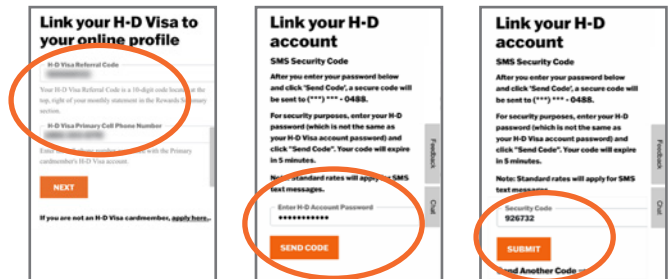 Link your H-D Visa to
your online profile
H-D Visa Referral Code
Your H-D Visa Referral Code is a 10-digit code located at the
top, right of your monthly statement in the Rewards Summary
section.
H-D Visa Primary Cell Phone Number
with the Primary
cardmember's H-D Visa account.
NEXT
If you are not an H-D Visa cardmember, apply here.
Link your H-D
account
SMS Security Code
After you enter your password below
and click 'Send Code', a secure code will
be sent to (***) *** - 0488.
For security purposes, enter your H-D
password (which is not the same as
your H-D Visa account password) and
click "Send Code". Your code will expire
in 5 minutes.
Note: Standard rates will apply for SMS
text messages.
Enter H-D Account Password
•••••••••••
SEND CODE
Feedback
Chat
Link your H-D
account
SMS Security Code
After you enter your password below
and click 'Send Code', a secure code will
be sent to (***) *** - 0488.
For security purposes, enter your H-D
password (which is not the same as
your H-D Visa account password) and
click "Send Code". Your code will expire
in 5 minutes.
Note: Standard rates will apply for SMS
text messages.
Security Code
926732
SUBMIT
Send Another Code
Feedback
Chat